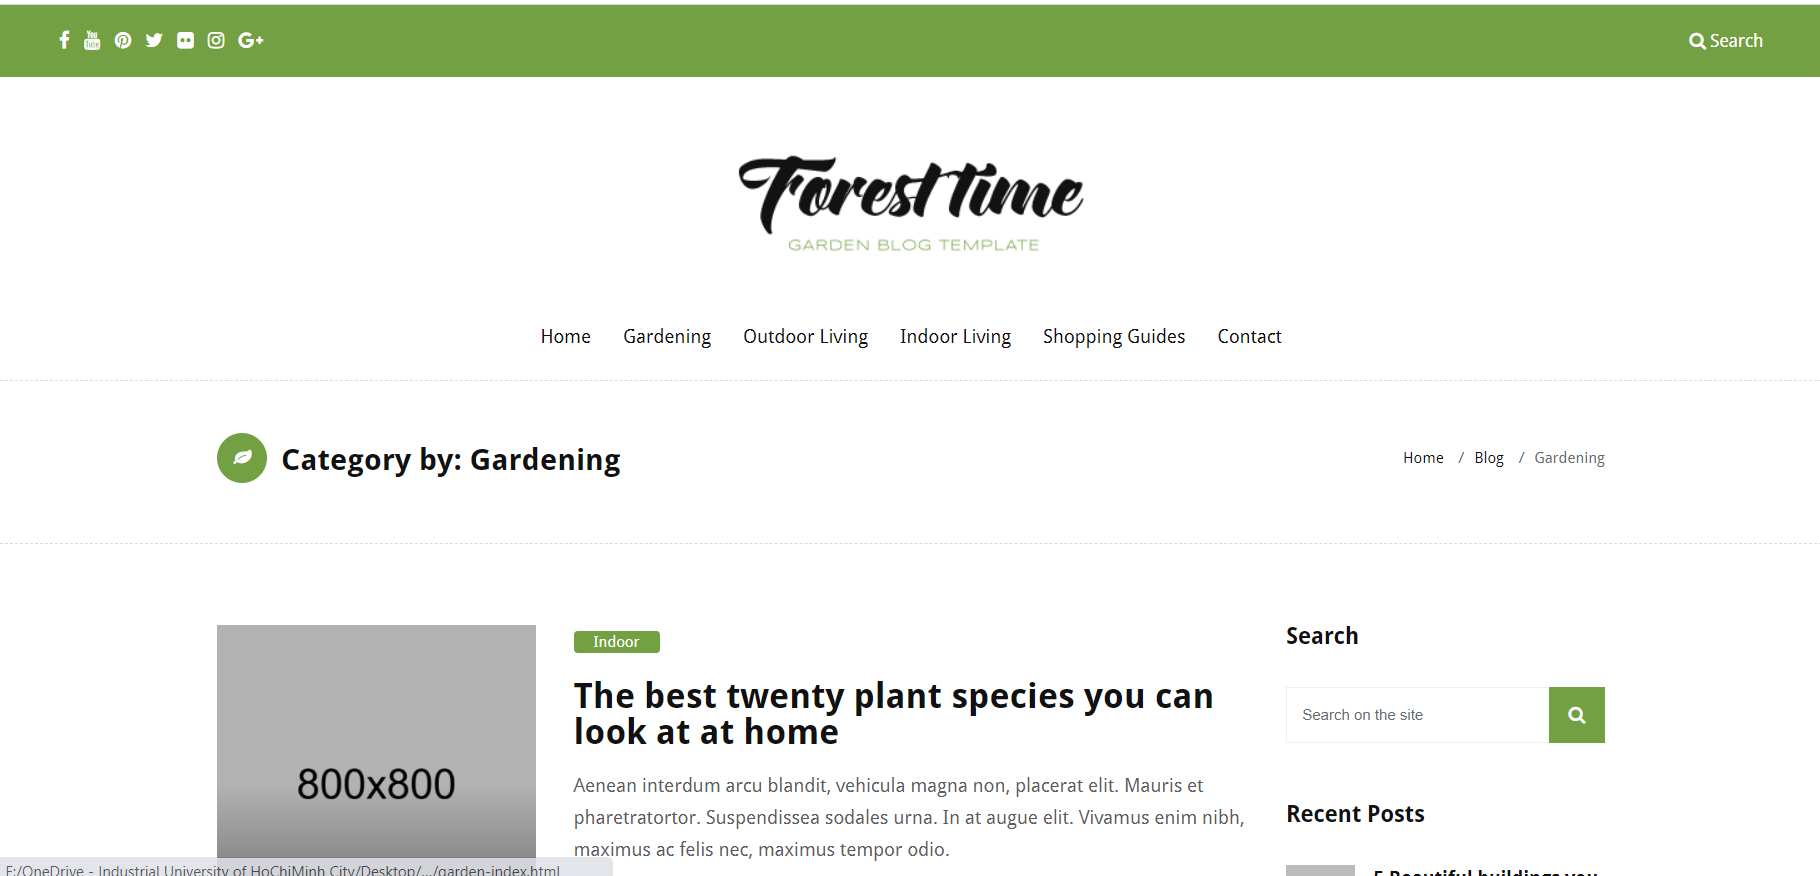 Search
Forest time
GARDEN BLOG TEMPLATE
Home Gardening Outdoor Living Indoor Living Shopping Guides Contact
Category by: Gardening
Home / Blog / Gardening
800x800
Indoor
The best twenty plant species you can
look at at home
Aenean interdum arcu blandit, vehicula magna non, placerat elit. Mauris et
pharetratortor. Suspendissea sodales urna. In at augue elit. Vivamus enim nibh,
maximus ac felis nec, maximus tempor odio.
Search
Search on the site
Recent Posts
5 Beautiful buildings you
F:/OneDrive - Industrial University of HoChiMinh City/Desktop/.../garden-index.html